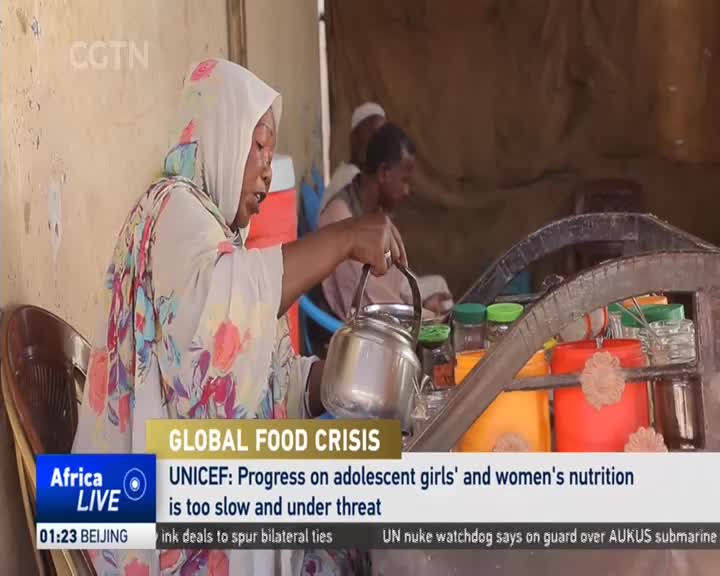 CGTN
GLOBAL FOOD CRISIS
Africa
LIVE
UNICEF: Progress on adolescent girls' and women's nutrition
is too slow and under threat
01:23 BEIJING
ink deals to spur bilateral ties UN nuke watchdog says on guard over AUKUS submarine